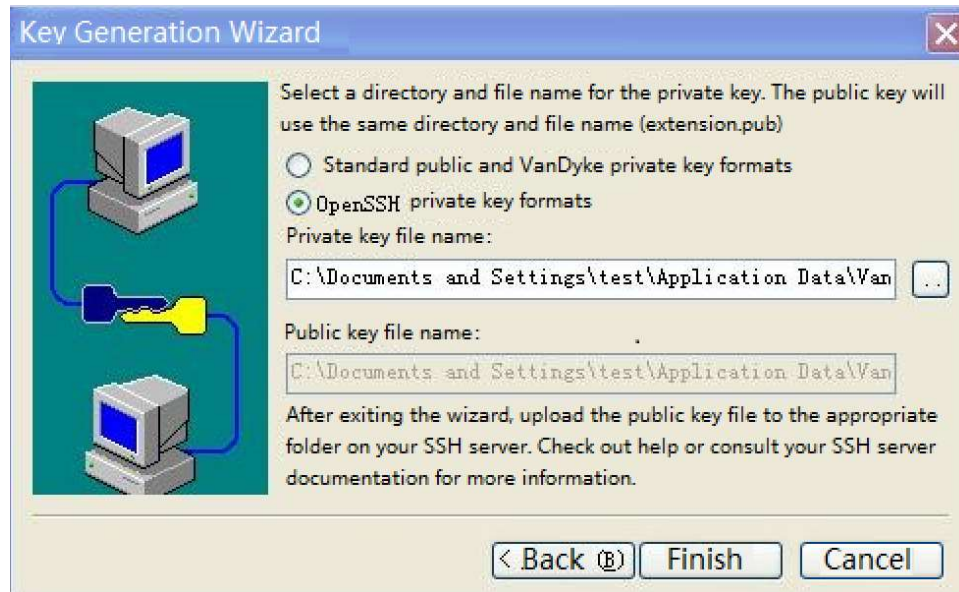 Key Generation Wizard
Select a directory and file name for the private key. The public key will
use the same directory and file name (extension.pub)
Standard public and VanDyke private key formats
OpenSSH private key formats
Private key file name:
C:\Documents and Settings\test\Application Data\Van
..
Public key file name:
C:\Documents and Settings\test\Application Data\Van
After exiting the wizard, upload the public key file to the appropriate
folder on your SSH server. Check out help or consult your SSH server
documentation for more information.
< Back (B) Finish Cancel